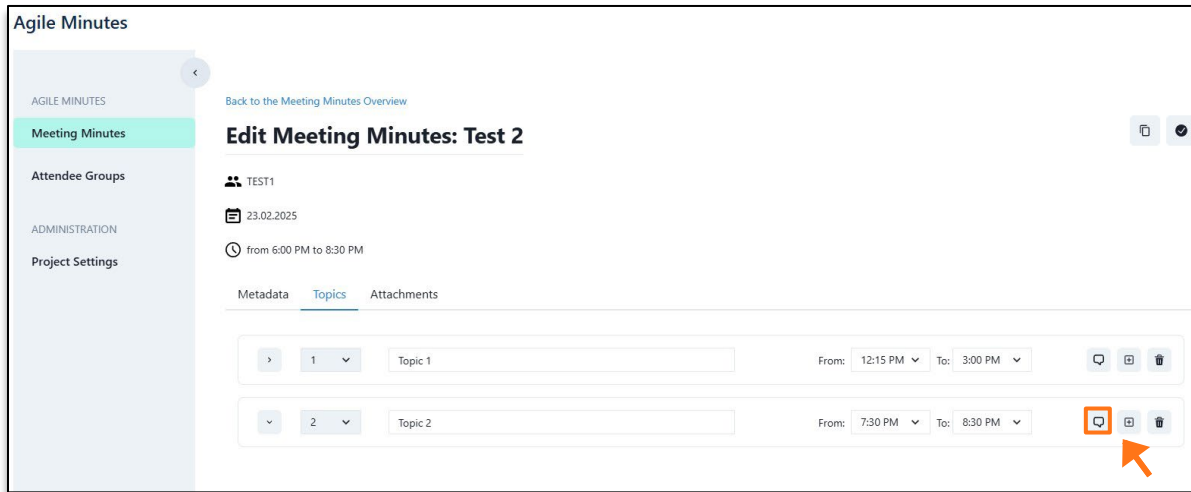 Agile Minutes
AGILE MINUTES
Meeting Minutes
Attendee Groups
ADMINISTRATION
Project Settings
Back to the Meeting Minutes Overview
Edit Meeting Minutes: Test 2
TEST1
23.02.2025
from 6:00 PM to 8:30 PM
Metadata Topics Attachments
1 Topic 1 From: 12:15 PM To: 3:00 PM
2 Topic 2 From: 7:30 PM To: 8:30 PM